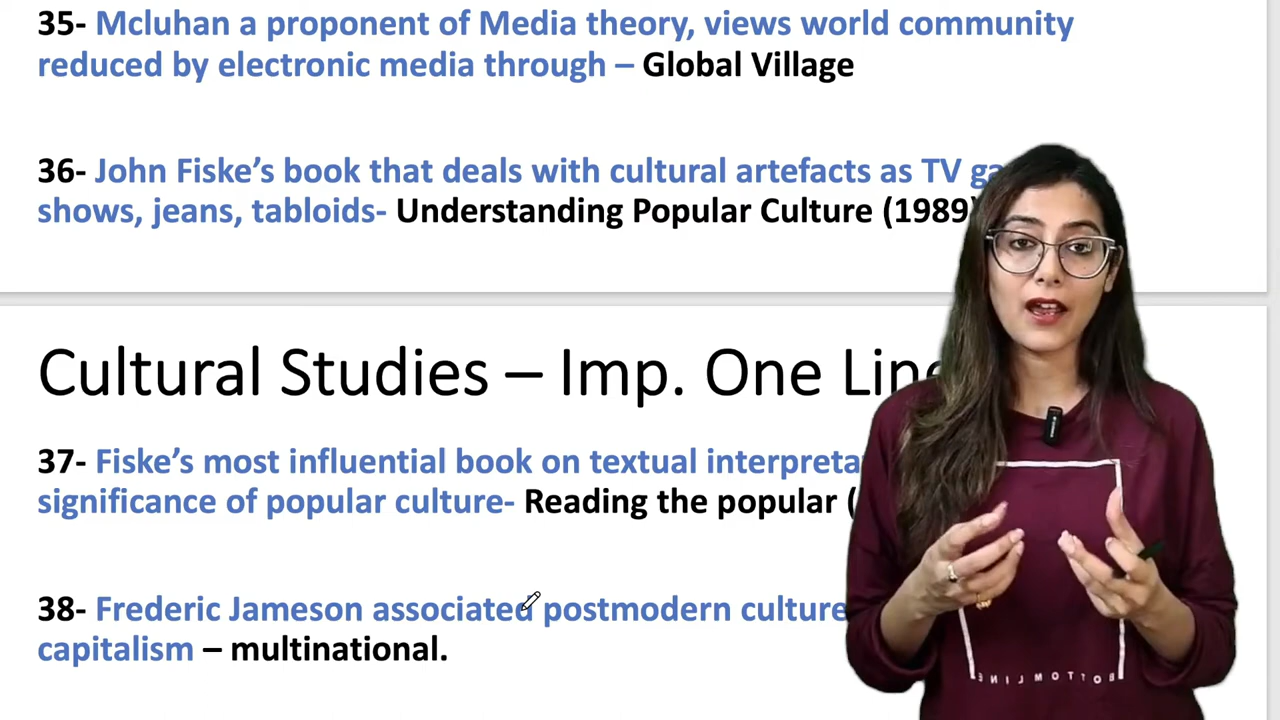 35- Mcluhan a proponent of Media theory, views world community
reduced by electronic media through – Global Village
36- John Fiske's book that deals with cultural artefacts as TV
shows, jeans, tabloids- Understanding Popular Culture (1989)
Cultural Studies – Imp. One
37- Fiske's most influential book on textual
significance of popular culture- Reading the popular (
38- Frederic Jameson associated postmodern culture
capitalism – multinational.
BOTTOMLINE